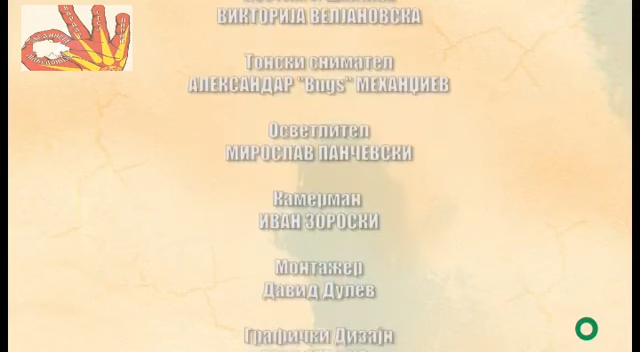 ВИКТОРИЈА ВЕЛЈАНОВСКА
Тонски снимател
АЛЕКСАНДАР "Bugs" МЕХАНЏИЕВ
Осветлител
МИРОСЛАВ ПАНЧЕВСКИ
Камерман
ИВАН ЗОРОСКИ
Монтажер
Давид Дулев
Графички Дизајн